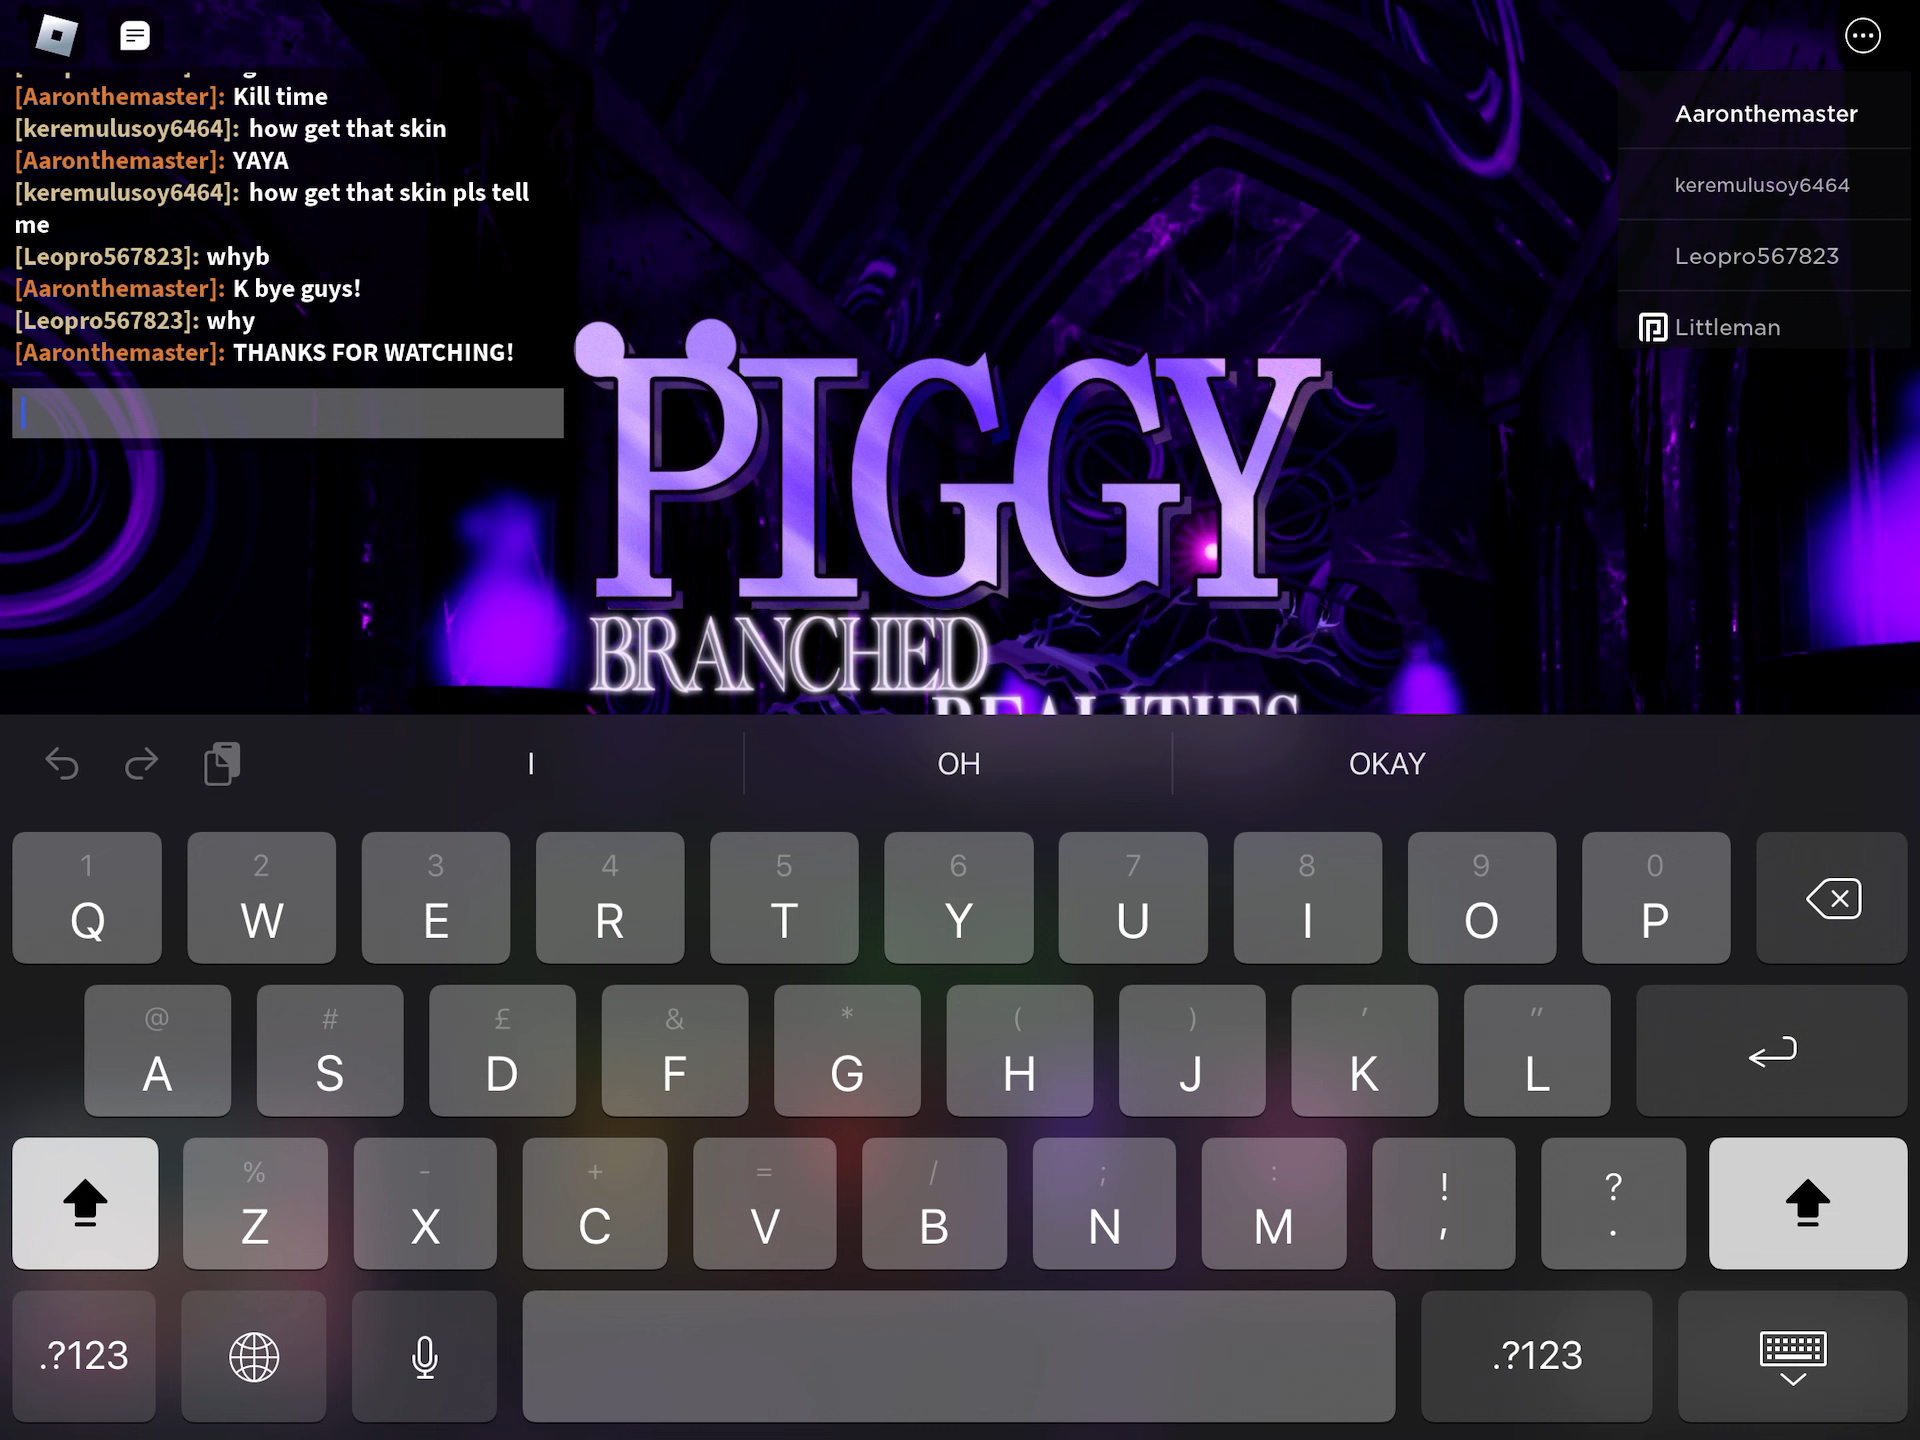 [Aaronthemaster]: Kill time
[keremulusoy6464]: how get that skin
[Aaronthemaster]: YAYA
[keremulusoy6464]: how get that skin pls tell
me
[Leopro567823]: whyb
[Aaronthemaster]: K bye guys!
[Leopro567823]: why
[Aaronthemaster]: THANKS FOR WATCHING!
Aaronthemaster
keremulusoy6464
Leopro567823
Littleman
PIGGY
BRANCHED
REALITIES
I OH OKAY
1 2 3 4 5 6 7 8 9 0
Q W E R T Y U I O P
@ # £ & * ( ) ' "
A S D F G H J K L
% - + = / ; : ! ?
Z X C V B N M , .
.?123 .?123